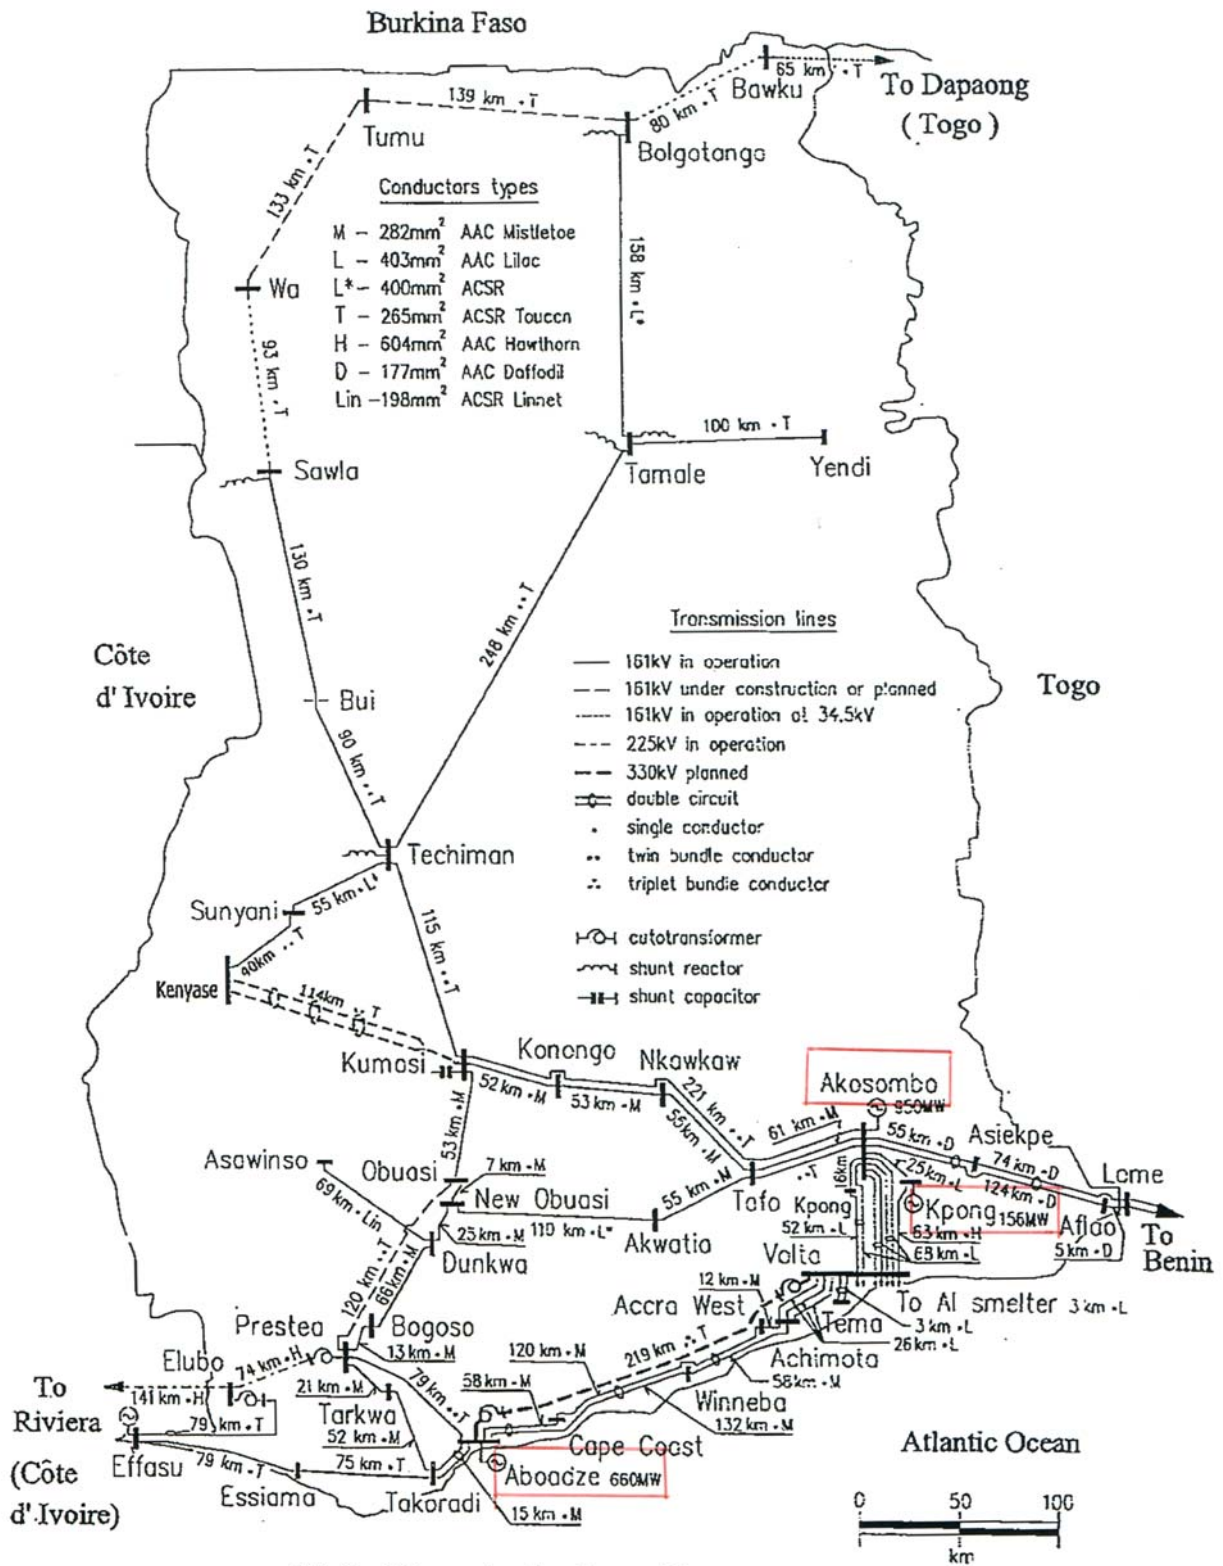 Burkina Faso
65 km •T
Bawku
To Dapaong
( Togo )
139 km •T
80 km •T
Tumu
Bolgatanga
133 km •T
Conductors types
M – 282mm² AAC Mistletoe
L – 403mm² AAC Lilac
L* – 400mm² ACSR
T – 265mm² ACSR Toucan
H – 604mm² AAC Hawthorn
D – 177mm² AAC Daffodil
Lin –198mm² ACSR Linnet
Wa
158 km •L*
93 km •T
100 km •T
Sawla
Tamale
Yendi
130 km •T
248 km ••T
Transmission lines
161kV in operation
161kV under construction or planned
161kV in operation at 34.5kV
225kV in operation
330kV planned
double circuit
• single conductor
•• twin bundle conductor
∴ triplet bundle conductor
autotransformer
shunt reactor
shunt capacitor
Côte
d' Ivoire
Togo
Bui
90 km ••T
Techiman
55 km•L*
Sunyani
115 km ••T
40km ••T
Kenyase
114km ∴ T
Kumasi
Konongo
Nkawkaw
52 km •M
53 km •M
221 km ••T
55 km •M
Akosombo
950MW
61 km •M
55 km •D
Asiekpe
74 km •D
124 km •D
Lome
53 km •M
Asawinso
Obuasi
7 km •M
69 km •Lin
New Obuasi
55 km •M
Tafo
••T
16km
25km •L
Kpong
Kpong 156MW
Aflao
To
Benin
25 km •M
110 km •L*
Akwatia
52 km •L
63 km •H
68 km •L
5 km •D
Dunkwa
Volta
120 km ••T
66 km •M
12 km •M
Accra West
To Al smelter 3 km •L
Tema
3 km •L
26 km •L
Prestea
Bogoso
13 km •M
219 km ∴ T
Achimota
58 km •M
Elubo
74 km •H
120 km •M
To
Riviera
(Côte
d' Ivoire)
141 km •H
21 km •M
79 km ••T
58 km •M
Winneba
132 km •M
79 km •T
Tarkwa
52 km •M
Cape Coast
Atlantic Ocean
Effasu
79 km •T
75 km •T
Aboadze 660MW
Essiama
Takoradi
15 km •M
0 50 100
km